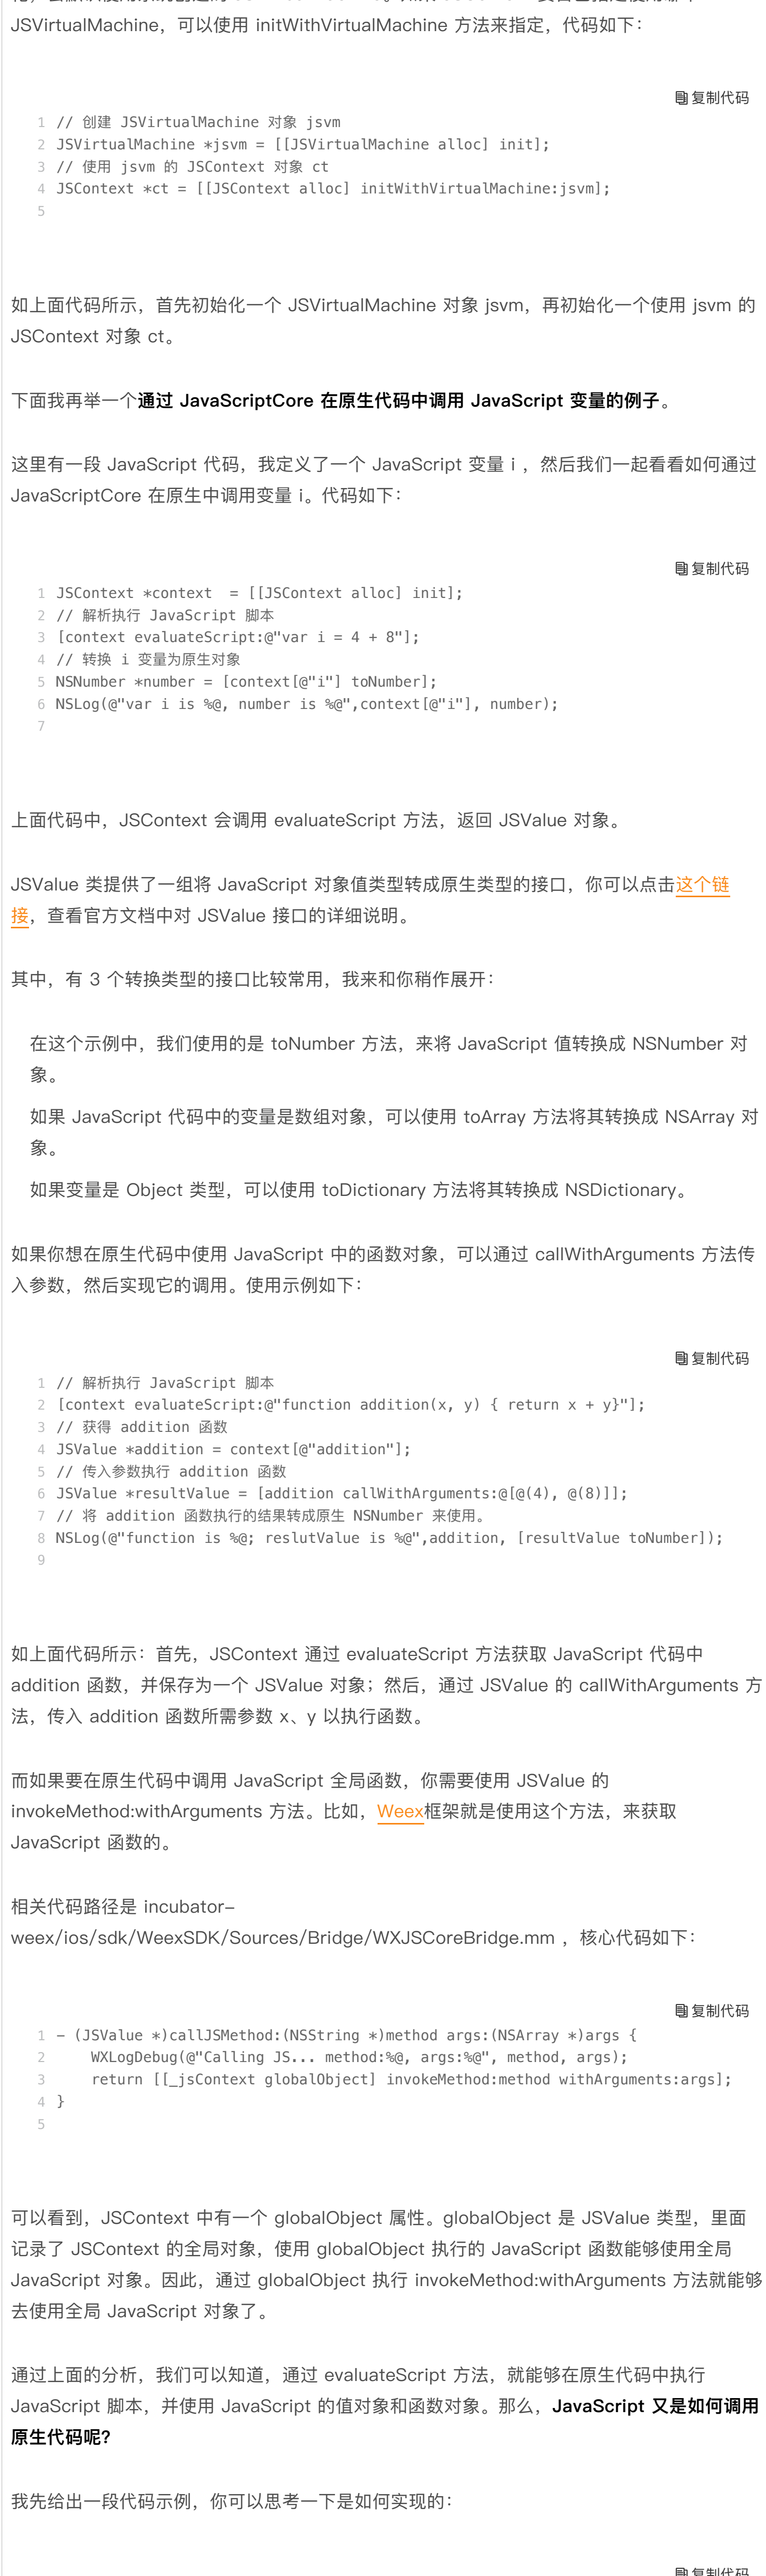 JSVirtualMachine，可以使用 initWithVirtualMachine 方法来指定，代码如下：
复制代码
1 // 创建 JSVirtualMachine 对象 jsvm
2 JSVirtualMachine *jsvm = [[JSVirtualMachine alloc] init];
3 // 使用 jsvm 的 JSContext 对象 ct
4 JSContext *ct = [[JSContext alloc] initWithVirtualMachine:jsvm];
5
如上面代码所示，首先初始化一个 JSVirtualMachine 对象 jsvm，再初始化一个使用 jsvm 的
JSContext 对象 ct。
下面我再举一个通过 JavaScriptCore 在原生代码中调用 JavaScript 变量的例子。
这里有一段 JavaScript 代码，我定义了一个 JavaScript 变量 i ，然后我们一起看看如何通过
JavaScriptCore 在原生中调用变量 i。代码如下：
复制代码
1 JSContext *context  = [[JSContext alloc] init];
2 // 解析执行 JavaScript 脚本
3 [context evaluateScript:@"var i = 4 + 8"];
4 // 转换 i 变量为原生对象
5 NSNumber *number = [context[@"i"] toNumber];
6 NSLog(@"var i is %@, number is %@",context[@"i"], number);
7
上面代码中，JSContext 会调用 evaluateScript 方法，返回 JSValue 对象。
JSValue 类提供了一组将 JavaScript 对象值类型转成原生类型的接口，你可以点击这个链
接，查看官方文档中对 JSValue 接口的详细说明。
其中，有 3 个转换类型的接口比较常用，我来和你稍作展开：
在这个示例中，我们使用的是 toNumber 方法，来将 JavaScript 值转换成 NSNumber 对
象。
如果 JavaScript 代码中的变量是数组对象，可以使用 toArray 方法将其转换成 NSArray 对
象。
如果变量是 Object 类型，可以使用 toDictionary 方法将其转换成 NSDictionary。
如果你想在原生代码中使用 JavaScript 中的函数对象，可以通过 callWithArguments 方法传
入参数，然后实现它的调用。使用示例如下：
复制代码
1 // 解析执行 JavaScript 脚本
2 [context evaluateScript:@"function addition(x, y) { return x + y}"];
3 // 获得 addition 函数
4 JSValue *addition = context[@"addition"];
5 // 传入参数执行 addition 函数
6 JSValue *resultValue = [addition callWithArguments:@[@(4), @(8)]];
7 // 将 addition 函数执行的结果转成原生 NSNumber 来使用。
8 NSLog(@"function is %@; reslutValue is %@",addition, [resultValue toNumber]);
9
如上面代码所示：首先，JSContext 通过 evaluateScript 方法获取 JavaScript 代码中
addition 函数，并保存为一个 JSValue 对象；然后，通过 JSValue 的 callWithArguments 方
法，传入 addition 函数所需参数 x、y 以执行函数。
而如果要在原生代码中调用 JavaScript 全局函数，你需要使用 JSValue 的
invokeMethod:withArguments 方法。比如，Weex框架就是使用这个方法，来获取
JavaScript 函数的。
相关代码路径是 incubator-
weex/ios/sdk/WeexSDK/Sources/Bridge/WXJSCoreBridge.mm ，核心代码如下：
复制代码
1 - (JSValue *)callJSMethod:(NSString *)method args:(NSArray *)args {
2     WXLogDebug(@"Calling JS... method:%@, args:%@", method, args);
3     return [[_jsContext globalObject] invokeMethod:method withArguments:args];
4 }
5
可以看到，JSContext 中有一个 globalObject 属性。globalObject 是 JSValue 类型，里面
记录了 JSContext 的全局对象，使用 globalObject 执行的 JavaScript 函数能够使用全局
JavaScript 对象。因此，通过 globalObject 执行 invokeMethod:withArguments 方法就能够
去使用全局 JavaScript 对象了。
通过上面的分析，我们可以知道，通过 evaluateScript 方法，就能够在原生代码中执行
JavaScript 脚本，并使用 JavaScript 的值对象和函数对象。那么，JavaScript 又是如何调用
原生代码呢？
我先给出一段代码示例，你可以思考一下是如何实现的：
复制代码